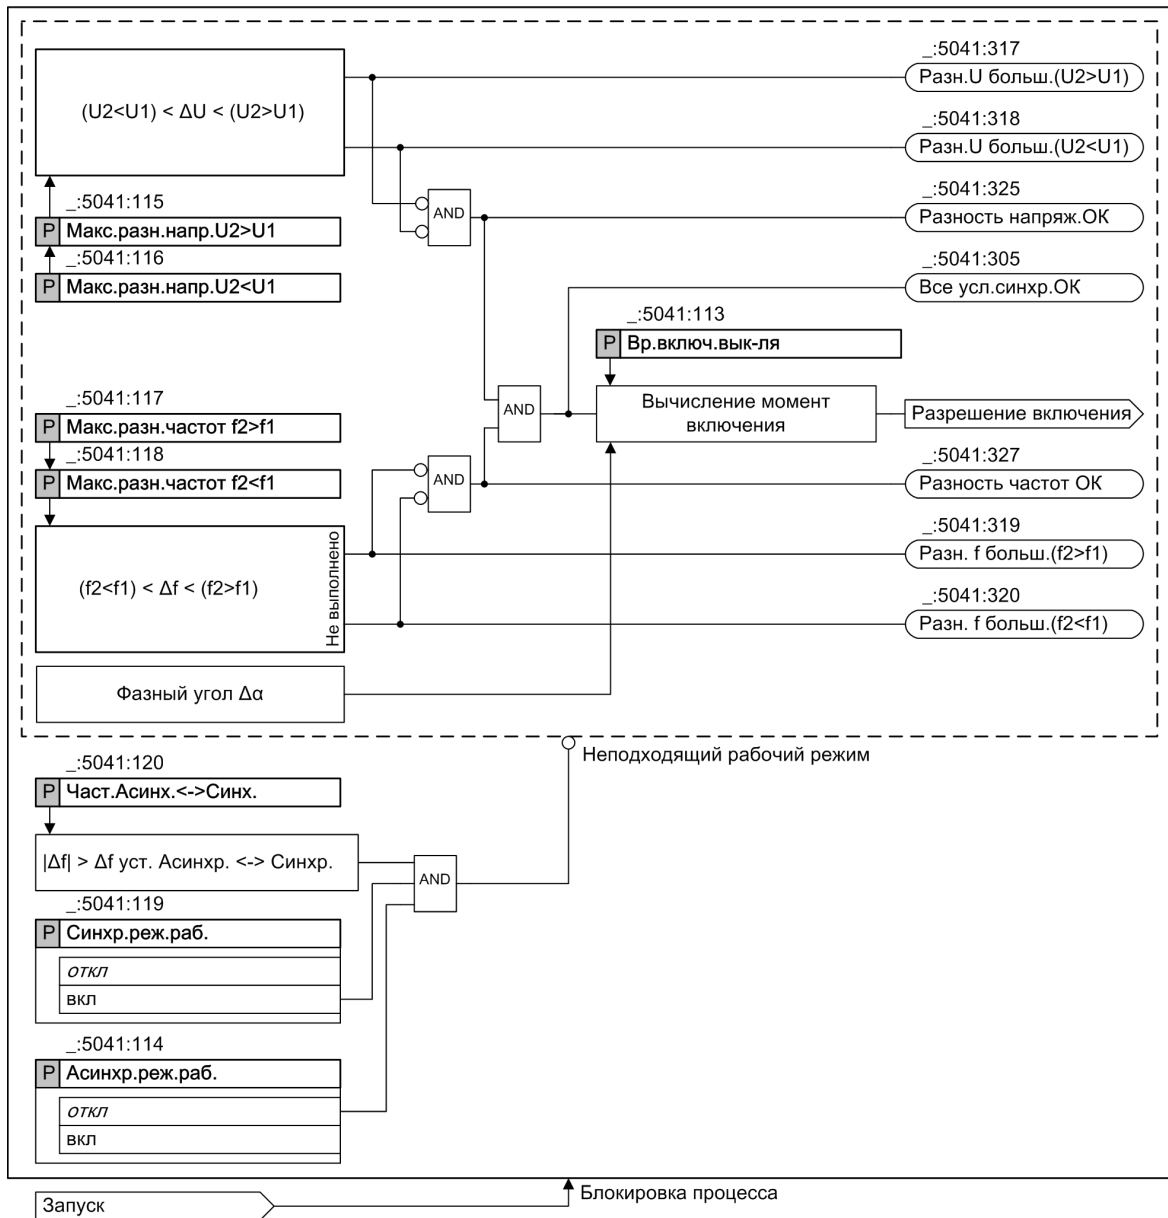 _:5041:317
(U2<U1) < ΔU < (U2>U1)
Разн.U больш.(U2>U1)
_:5041:318
Разн.U больш.(U2<U1)
_:5041:115
P Макс.разн.напр.U2>U1
_:5041:116
P Макс.разн.напр.U2<U1
AND
_:5041:325
Разность напряж.ОК
_:5041:305
Все усл.синхр.ОК
_:5041:113
P Вр.включ.вык-ля
_:5041:117
P Макс.разн.частот f2>f1
_:5041:118
P Макс.разн.частот f2<f1
AND
Вычисление момент
включения
Разрешение включения
AND
_:5041:327
Разность частот ОК
(f2<f1) < Δf < (f2>f1)
Не выполнено
_:5041:319
Разн. f больш.(f2>f1)
_:5041:320
Разн. f больш.(f2<f1)
Фазный угол Δα
Неподходящий рабочий режим
_:5041:120
P Част.Асинх.<->Синх.
|Δf| > Δf уст. Асинхр. <-> Синхр.
AND
_:5041:119
P Синхр.реж.раб.
откл
вкл
_:5041:114
P Асинхр.реж.раб.
откл
вкл
Блокировка процесса
Запуск